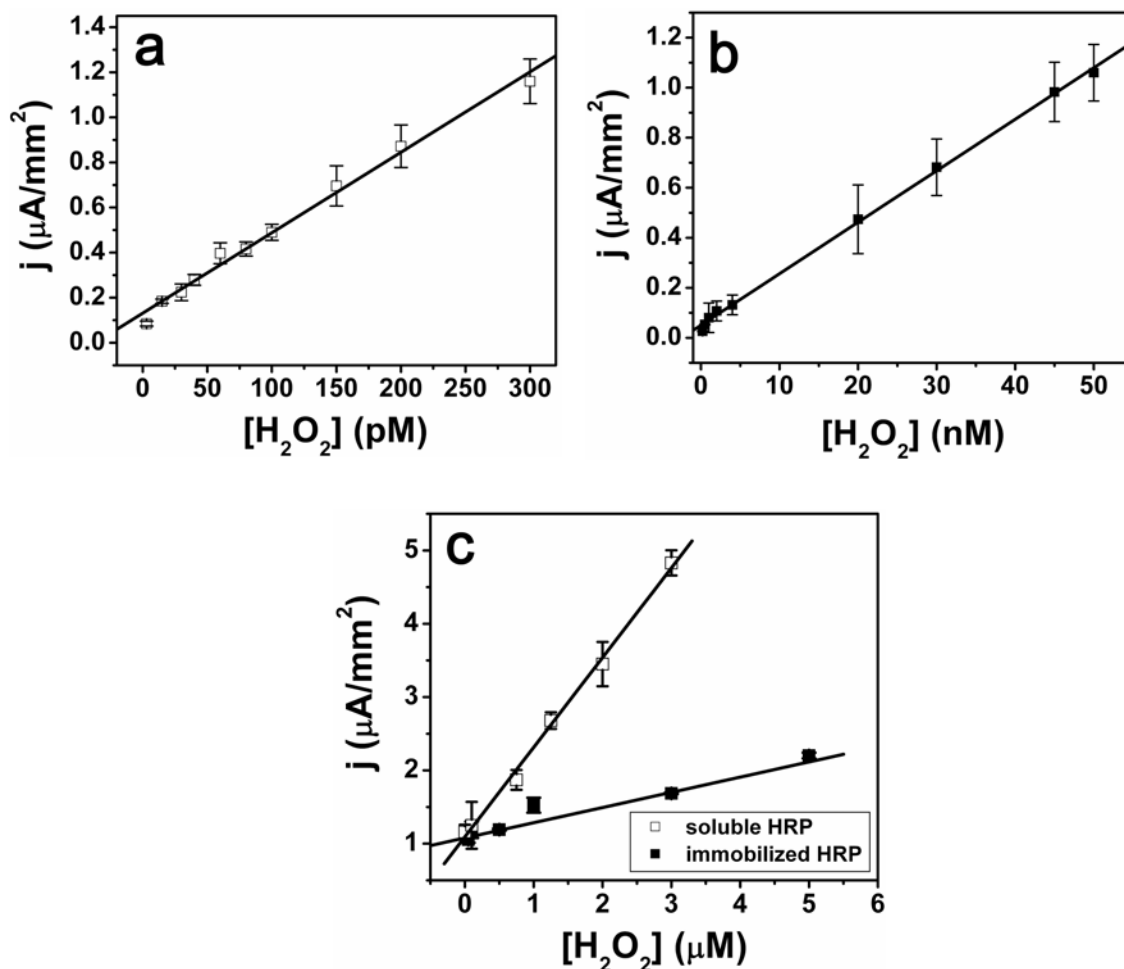 a
1.4
1.2
1.0
0.8
0.6
0.4
0.2
0.0
j (μA/mm²)
0 50 100 150 200 250 300
[H₂O₂] (pM)
b
1.2
1.0
0.8
0.6
0.4
0.2
0.0
j (μA/mm²)
0 10 20 30 40 50
[H₂O₂] (nM)
c
5
4
3
2
1
j (μA/mm²)
soluble HRP
immobilized HRP
0 1 2 3 4 5 6
[H₂O₂] (μM)